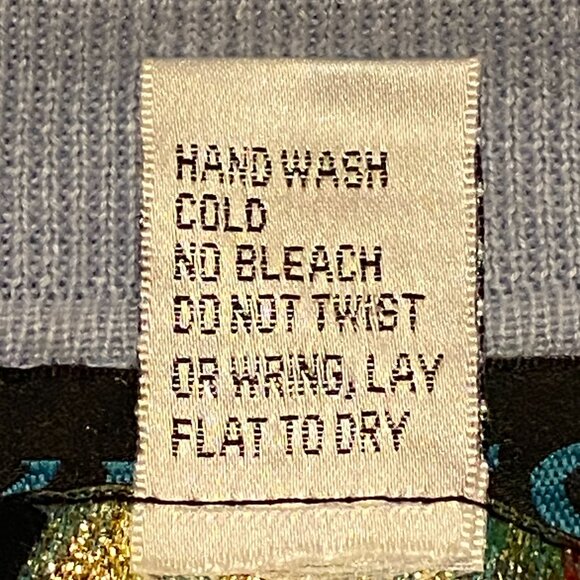 HAND WASH
COLD
NO BLEACH
DO NOT TWIST
OR WRING, LAY
FLAT TO DRY